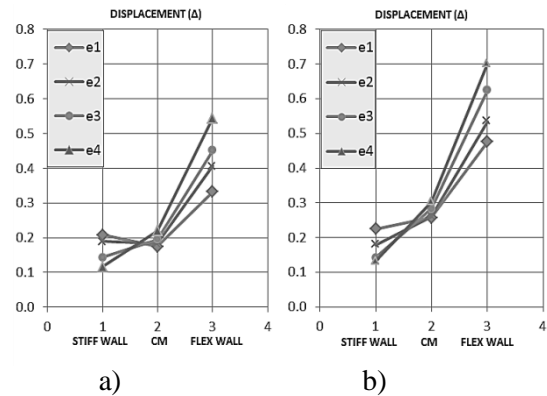 DISPLACEMENT (Δ)
0.8
0.7
0.6
0.5
0.4
0.3
0.2
0.1
0.0
e1
e2
e3
e4
0 1 2 3 4
STIFF WALL CM FLEX WALL
a)
DISPLACEMENT (Δ)
0.8
0.7
0.6
0.5
0.4
0.3
0.2
0.1
0.0
e1
e2
e3
e4
0 1 2 3 4
STIFF WALL CM FLEX WALL
b)